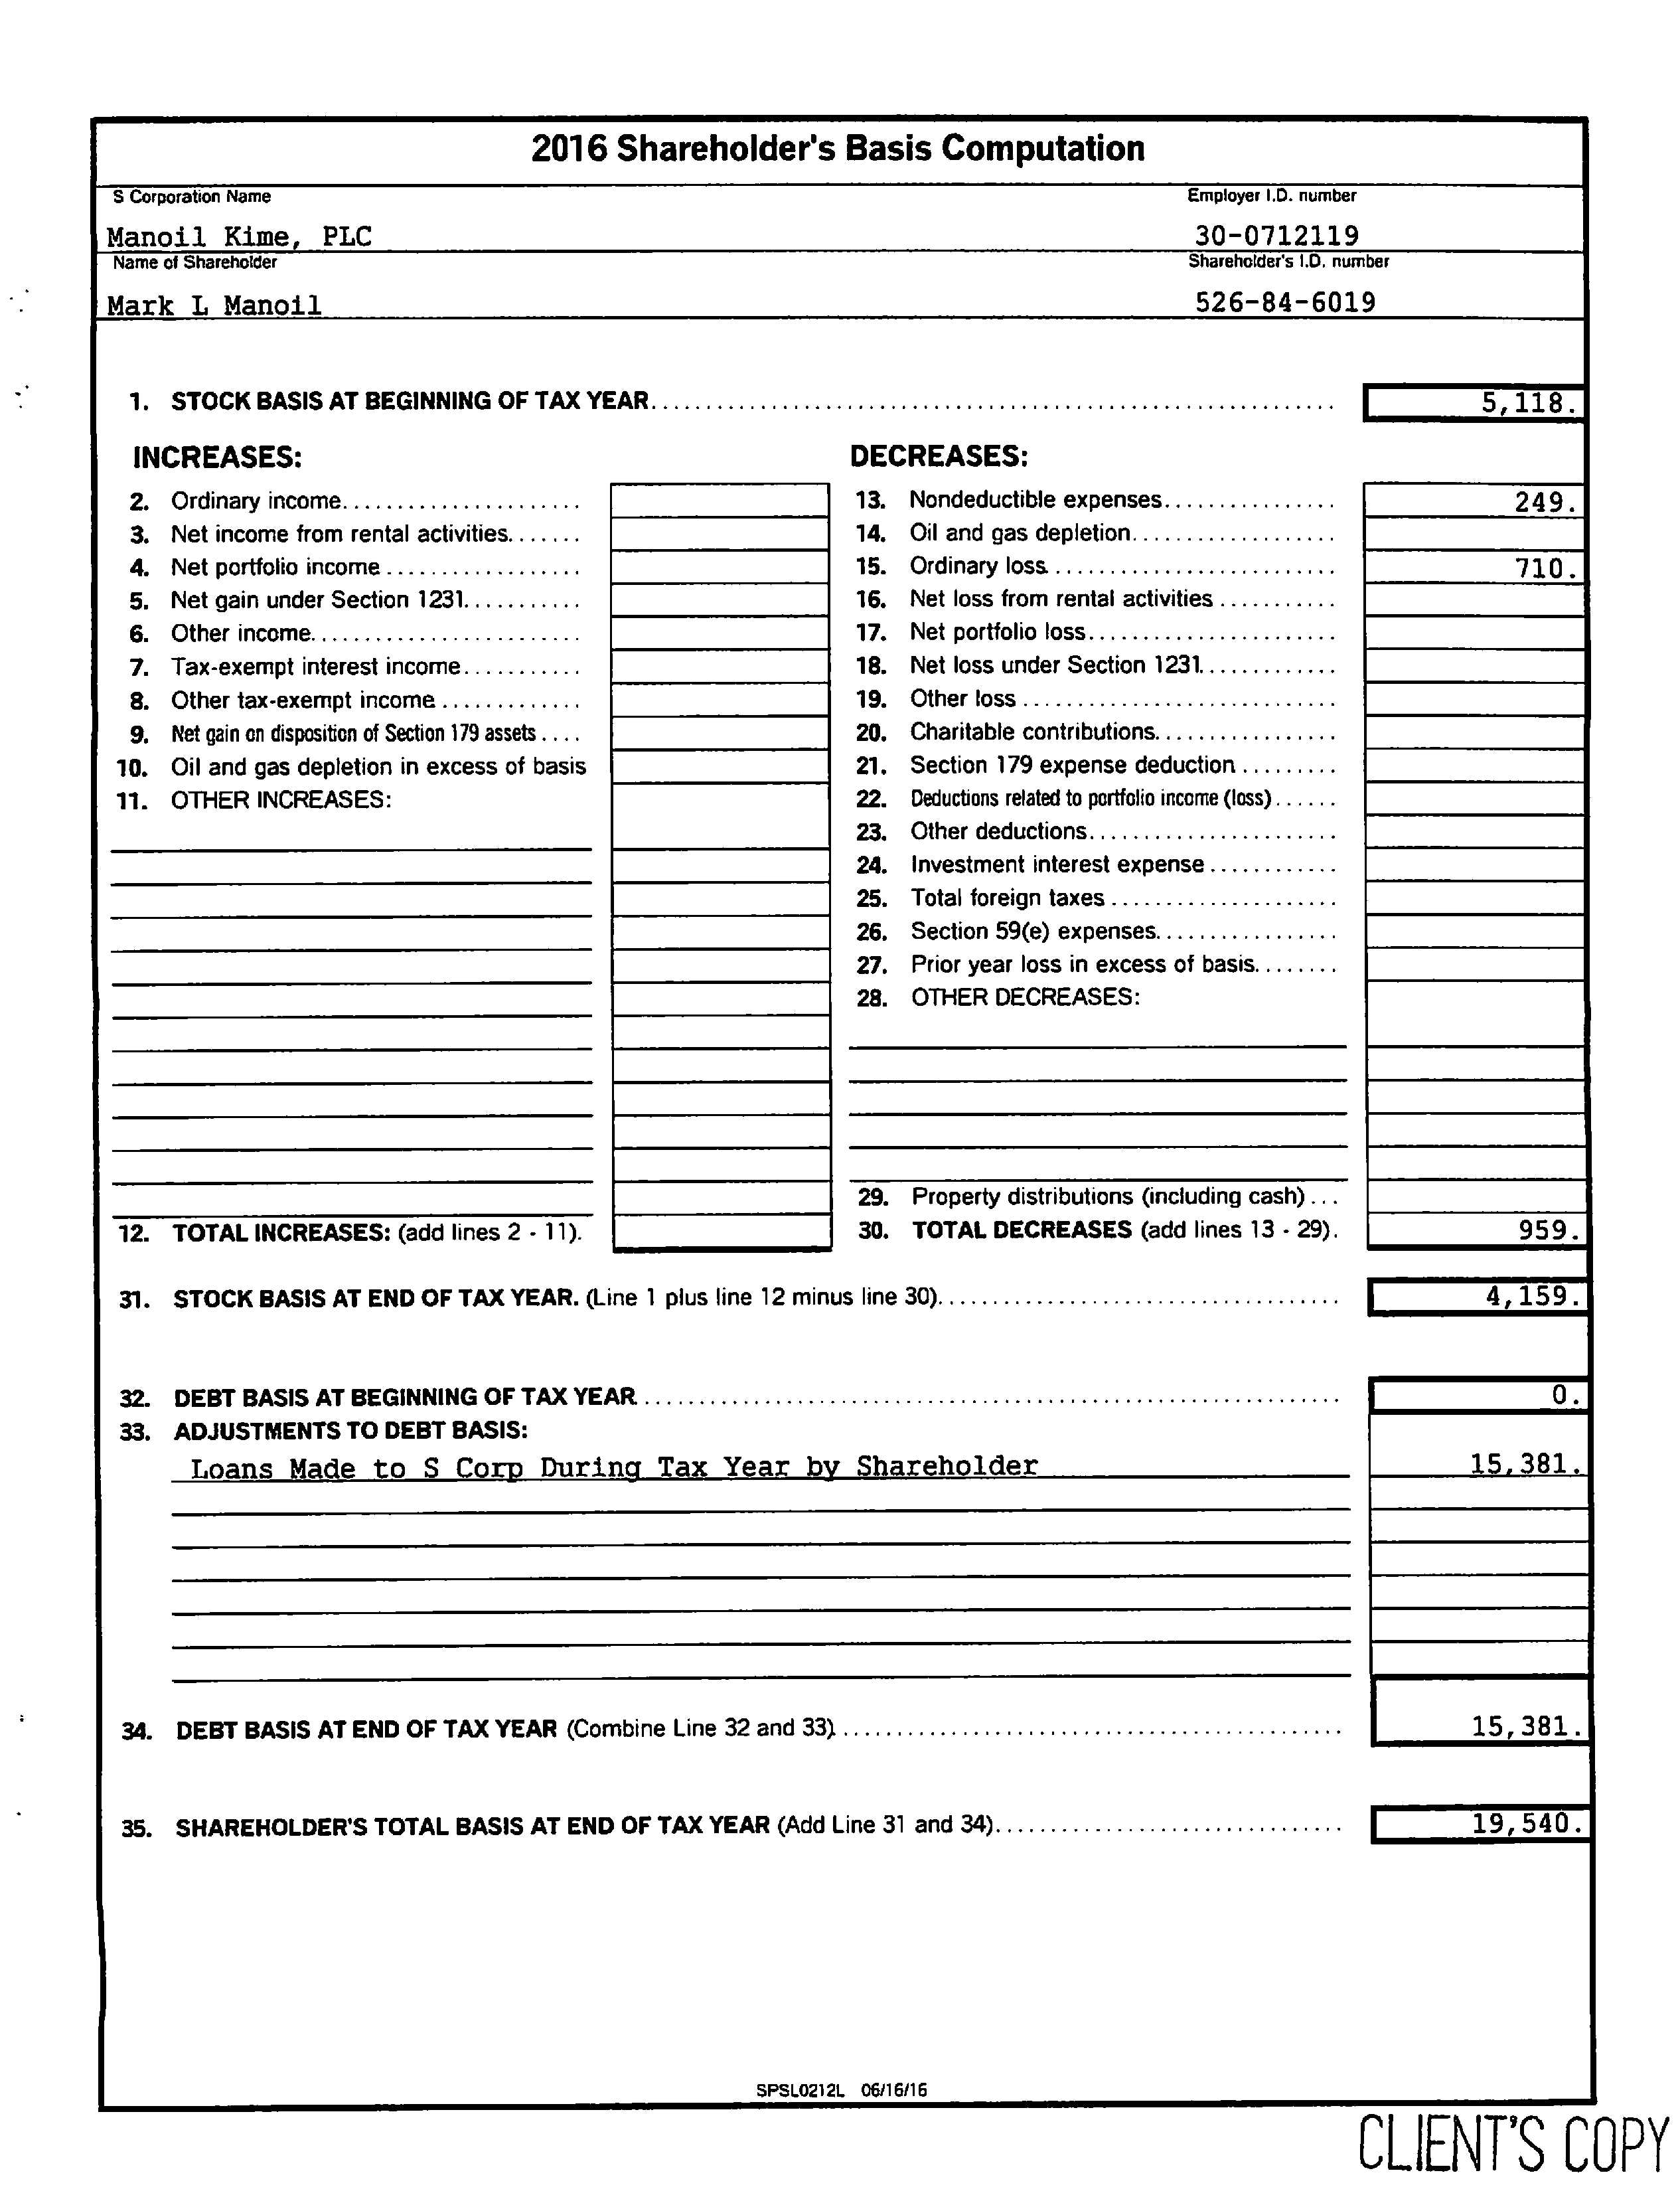 2016 Shareholder's Basis Computation
S Corporation Name Employer I.D. number
Manoil Kime, PLC 30-0712119
Name of Shareholder Shareholder's I.D. number
Mark L Manoil 526-84-6019
1. STOCK BASIS AT BEGINNING OF TAX YEAR 5,118.
INCREASES: DECREASES:
2. Ordinary income 13. Nondeductible expenses 249.
3. Net income from rental activities 14. Oil and gas depletion
4. Net portfolio income 15. Ordinary loss 710.
5. Net gain under Section 1231 16. Net loss from rental activities
6. Other income 17. Net portfolio loss
7. Tax-exempt interest income 18. Net loss under Section 1231
8. Other tax-exempt income 19. Other loss
9. Net gain on disposition of Section 179 assets 20. Charitable contributions
10. Oil and gas depletion in excess of basis 21. Section 179 expense deduction
11. OTHER INCREASES: 22. Deductions related to portfolio income (loss)
23. Other deductions
24. Investment interest expense
25. Total foreign taxes
26. Section 59(e) expenses
27. Prior year loss in excess of basis
28. OTHER DECREASES:
29. Property distributions (including cash)
12. TOTAL INCREASES: (add lines 2 - 11). 30. TOTAL DECREASES (add lines 13 - 29). 959.
31. STOCK BASIS AT END OF TAX YEAR. (Line 1 plus line 12 minus line 30) 4,159.
32. DEBT BASIS AT BEGINNING OF TAX YEAR 0.
33. ADJUSTMENTS TO DEBT BASIS:
Loans Made to S Corp During Tax Year by Shareholder 15,381.
34. DEBT BASIS AT END OF TAX YEAR (Combine Line 32 and 33) 15,381.
35. SHAREHOLDER'S TOTAL BASIS AT END OF TAX YEAR (Add Line 31 and 34) 19,540.
SPSL0212L 06/16/16
CLIENT'S COPY